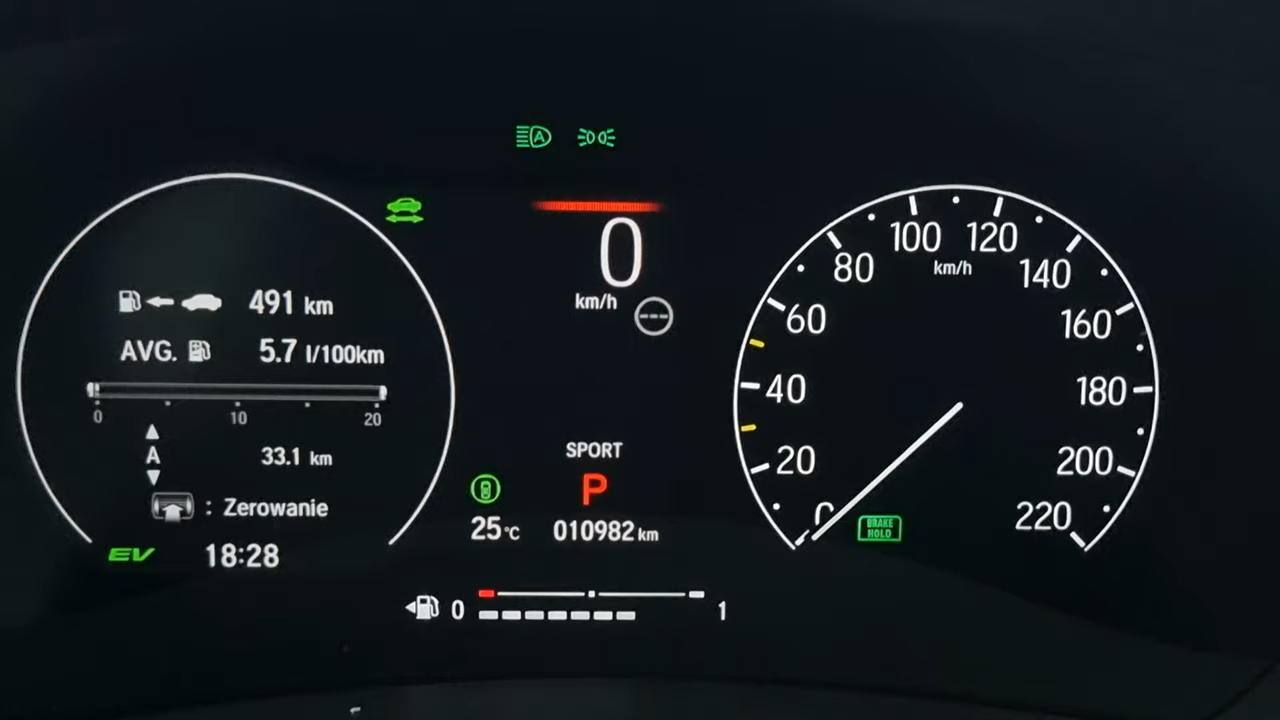 A
0
km/h
---
491 km
AVG. 5.7 l/100km
0 10 20
A 33.1 km
: Zerowanie
EV 18:28
SPORT
P
25°C 010982 km
0 1
0 20 40 60 80 100 120 140 160 180 200 220
km/h
BRAKE
HOLD